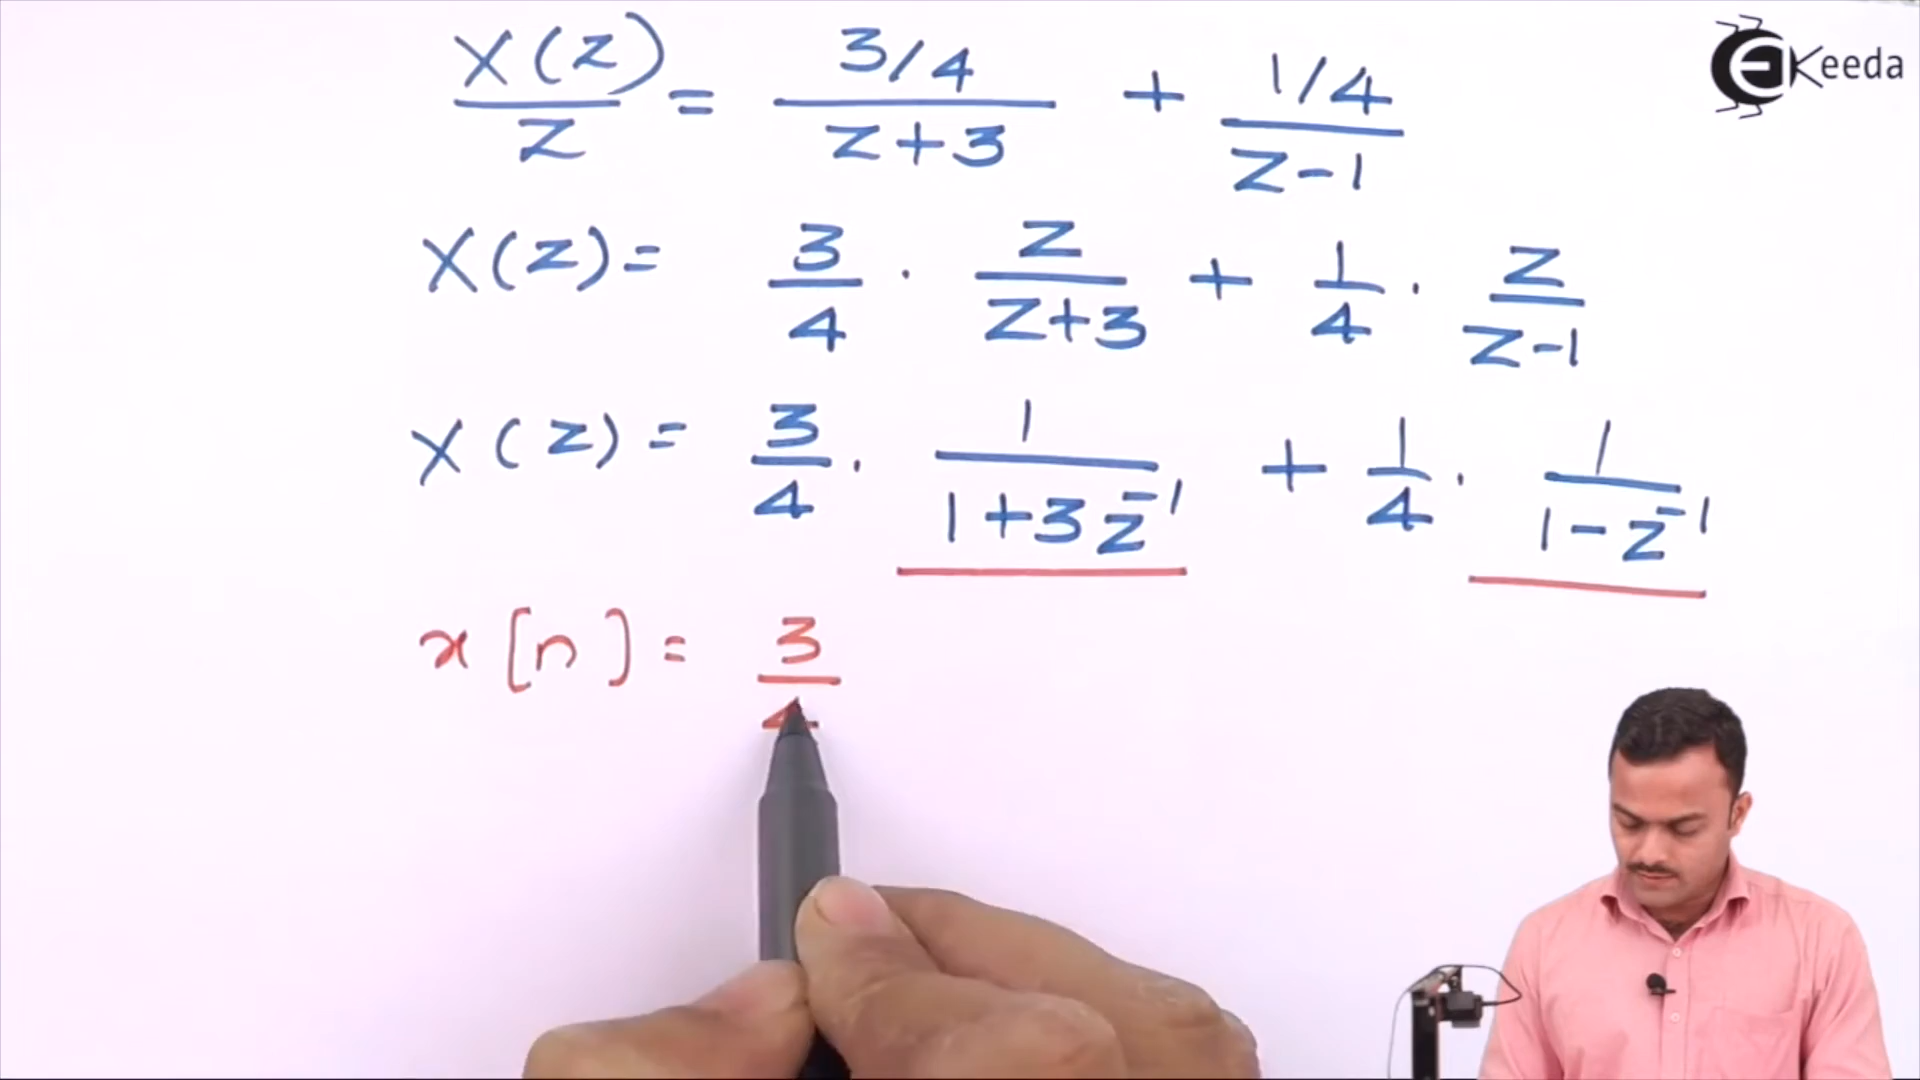 EKeeda
X(z)/z = 3/4/(z+3) + 1/4/(z-1)
X(z) = 3/4 · z/(z+3) + 1/4 · z/(z-1)
X(z) = 3/4 · 1/(1+3z⁻¹) + 1/4 · 1/(1-z⁻¹)
x[n] = 3/4